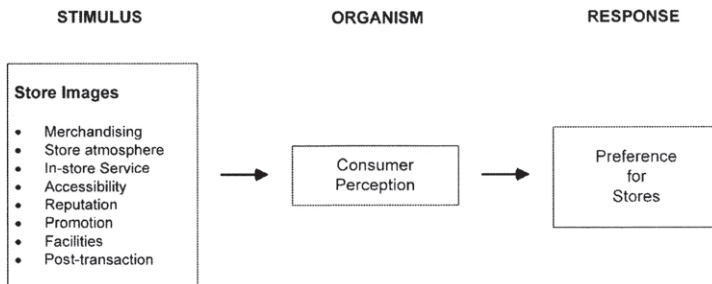 STIMULUS ORGANISM RESPONSE
Store Images
• Merchandising
• Store atmosphere
• In-store Service
• Accessibility
• Reputation
• Promotion
• Facilities
• Post-transaction
Consumer
Perception
Preference
for
Stores